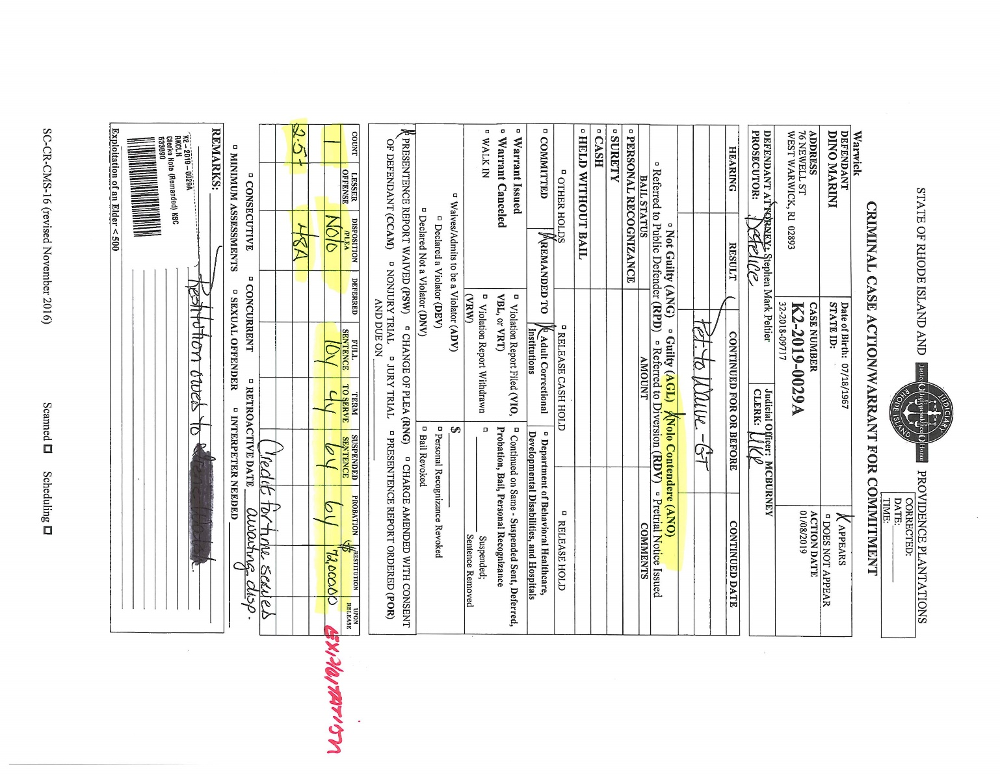 STATE OF RHODE ISLAND AND PROVIDENCE PLANTATIONS
JUDICIARY
RHODE ISLAND
Justice Independence Honor
CRIMINAL CASE ACTION/WARRANT FOR COMMITMENT
CORRECTED:
DATE:
TIME:
Warwick
DEFENDANT
DINO MARINI
Date of Birth: 07/18/1967
STATE ID:
APPEARS
DOES NOT APPEAR
ADDRESS
76 NEWELL ST
WEST WARWICK, RI 02893
CASE NUMBER
K2-2019-0029A
32-2018-09717
ACTION DATE
01/08/2019
DEFENDANT ATTORNEY: Stephen Mark Peltier
PROSECUTOR: Defelice
Judicial Officer: MCBURNEY
CLERK: MKP
HEARING RESULT CONTINUED FOR OR BEFORE CONTINUED DATE
Pet. to Waive - GT
Not Guilty (ANG) Guilty (AGL) X Nolo Contendere (ANO)
Referred to Public Defender (RPD) Referred to Diversion (RDV) Pretrial Notice Issued
BAIL STATUS AMOUNT COMMENTS
PERSONAL RECOGNIZANCE
SURETY
CASH
HELD WITHOUT BAIL
OTHER HOLDS RELEASE CASH HOLD RELEASE HOLD
COMMITTED REMANDED TO Adult Correctional Institutions
Department of Behavioral Healthcare, Developmental Disabilities, and Hospitals
Warrant Issued
Warrant Canceled
WALK IN
Violation Report Filed (VIO, VBL, or VRT)
Violation Report Withdrawn (VRW)
Continued on Same - Suspended Sent, Deferred, Probation, Bail, Personal Recognizance
Suspended;
Sentence Removed
Waives/Admits to be a Violator (ADV)
Declared a Violator (DEV)
Declared Not a Violator (DNV)
$
Personal Recognizance Revoked
Bail Revoked
PRESENTENCE REPORT WAIVED (PSW) CHANGE OF PLEA (RNG) CHARGE AMENDED WITH CONSENT
OF DEFENDANT (CCAM) NONJURY TRIAL JURY TRIAL PRESENTENCE REPORT ORDERED (POR)
AND DUE ON
COUNT LESSER OFFENSE DISPOSITION /PLEA DEFERRED FULL SENTENCE TERM TO SERVE SUSPENDED SENTENCE PROBATION RESTITUTION UPON RELEASE
1 Nolo 10y 4y 6y 6y $72,000.00 EXPLOITATION
2-5 48A
Credit for time served
awaiting disp.
CONSECUTIVE CONCURRENT RETROACTIVE DATE
MINIMUM ASSESSMENTS SEXUAL OFFENDER INTERPETER NEEDED
REMARKS:
Restitution owed to
K2-2019-0029A
RKCLN
Clerks Note (Remanded) KSC
533090
Exploitation of an Elder < 500
SC-CR-CMS-16 (revised November 2016) Scanned Scheduling